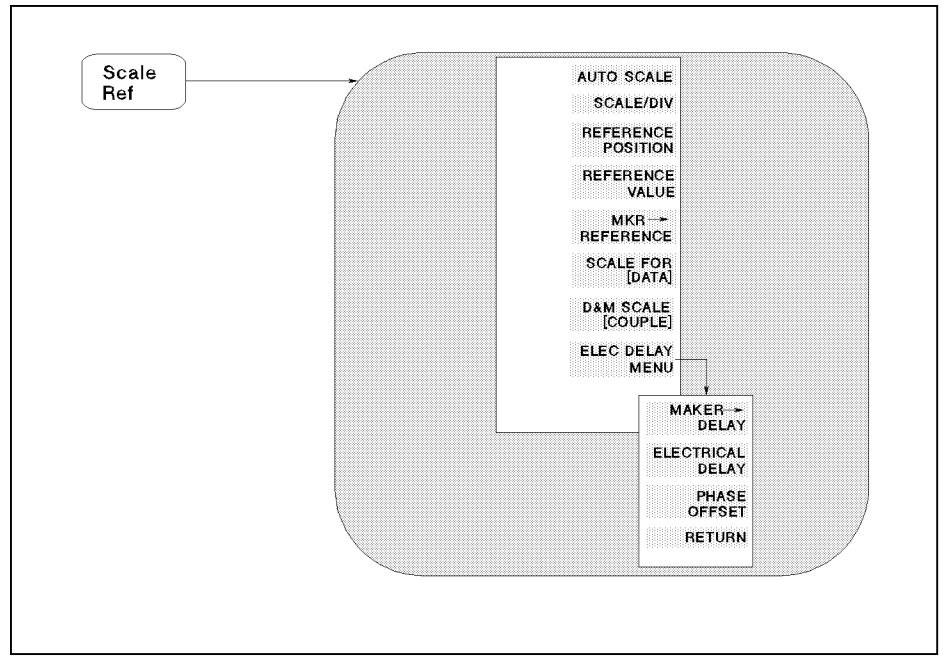 Scale
Ref
AUTO SCALE
SCALE/DIV
REFERENCE
POSITION
REFERENCE
VALUE
MKR→
REFERENCE
SCALE FOR
[DATA]
D&M SCALE
[COUPLE]
ELEC DELAY
MENU
MAKER→
DELAY
ELECTRICAL
DELAY
PHASE
OFFSET
RETURN